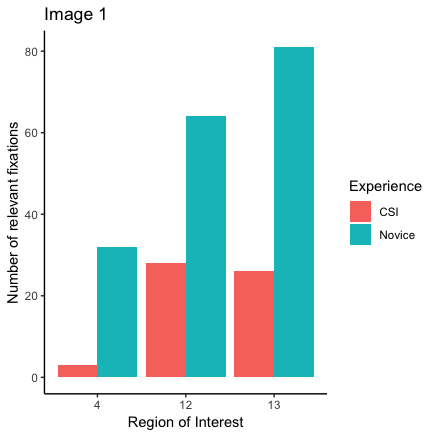 Image 1
Number of relevant fixations
80
60
40
20
0
4 12 13
Region of Interest
Experience
CSI
Novice